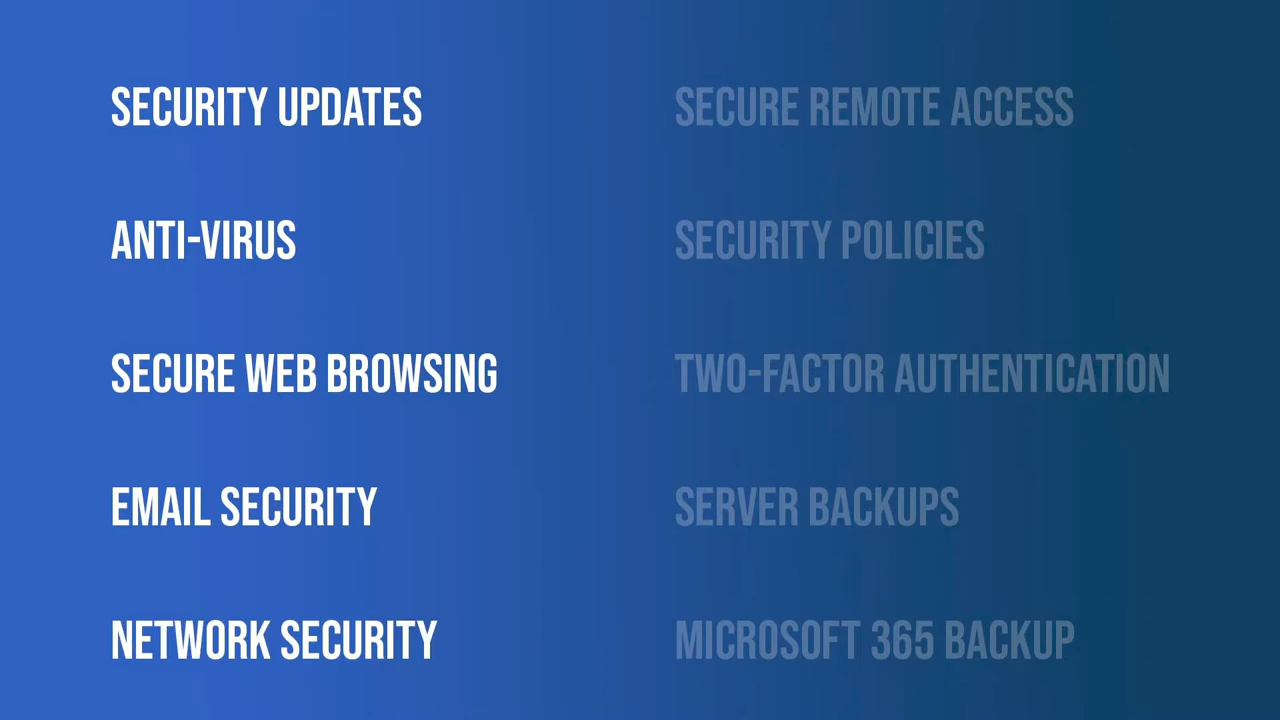 SECURITY UPDATES
ANTI-VIRUS
SECURE WEB BROWSING
EMAIL SECURITY
NETWORK SECURITY
SECURE REMOTE ACCESS
SECURITY POLICIES
TWO-FACTOR AUTHENTICATION
SERVER BACKUPS
MICROSOFT 365 BACKUP